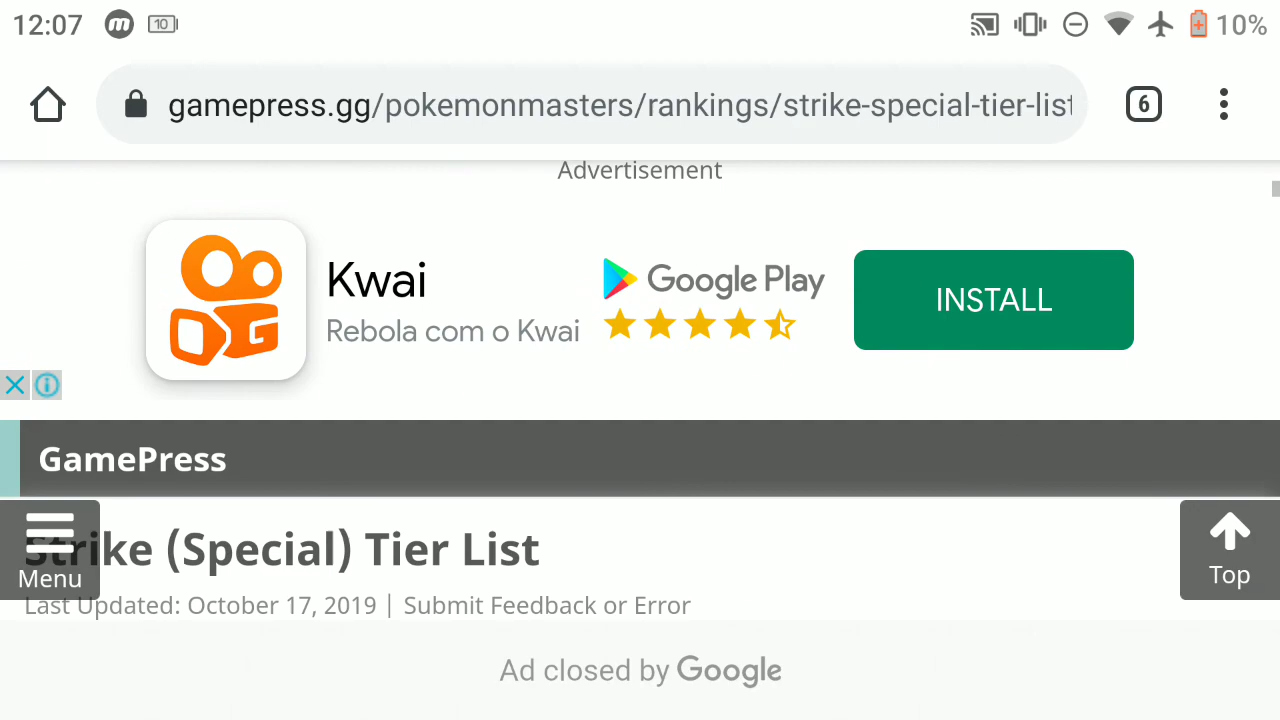 12:07 m 10 10%
gamepress.gg/pokemonmasters/rankings/strike-special-tier-list 6
Advertisement
Kwai
Rebola com o Kwai
Google Play
INSTALL
GamePress
Strike (Special) Tier List
Menu
Top
Last Updated: October 17, 2019 | Submit Feedback or Error
Ad closed by Google